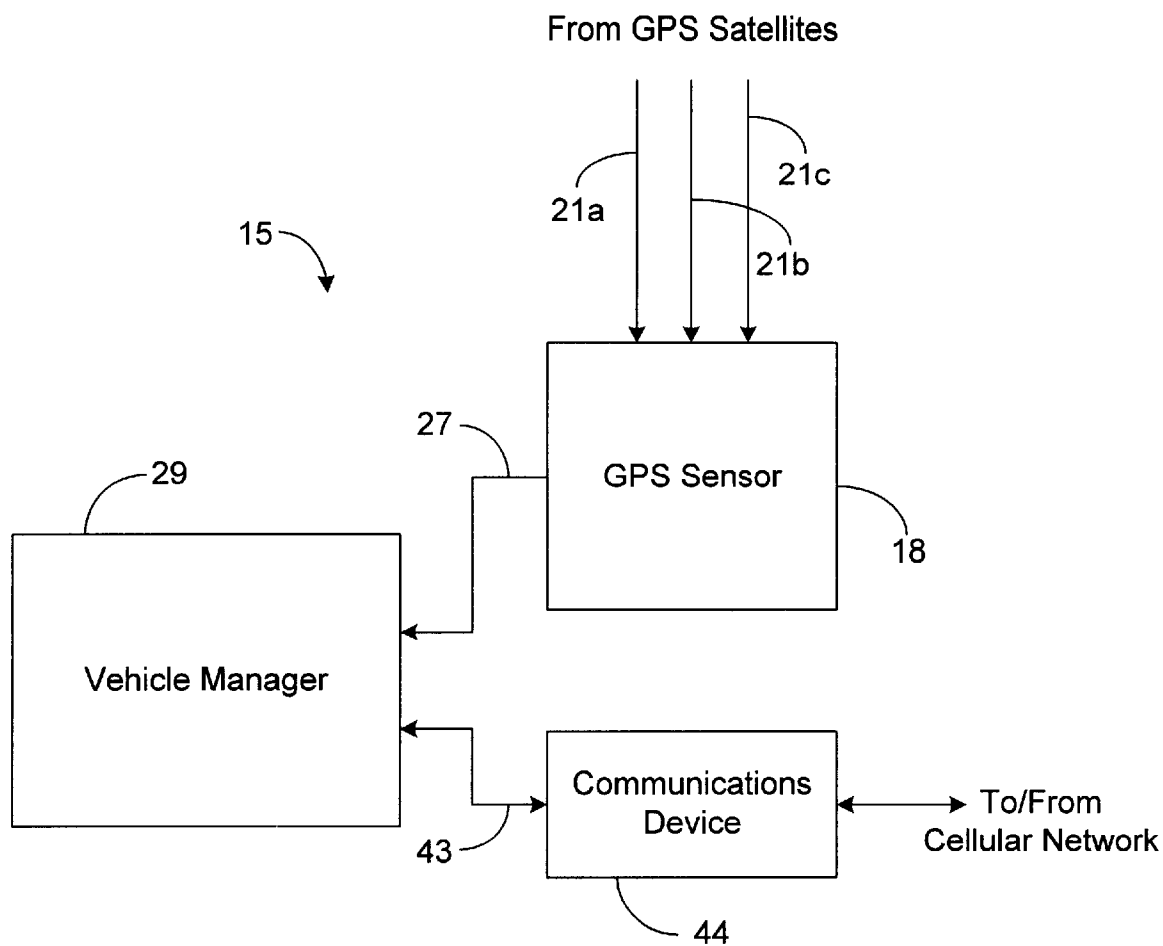 From GPS Satellites
21a
21c
21b
15
27
GPS Sensor
29
18
Vehicle Manager
Communications
Device
To/From
Cellular Network
43
44